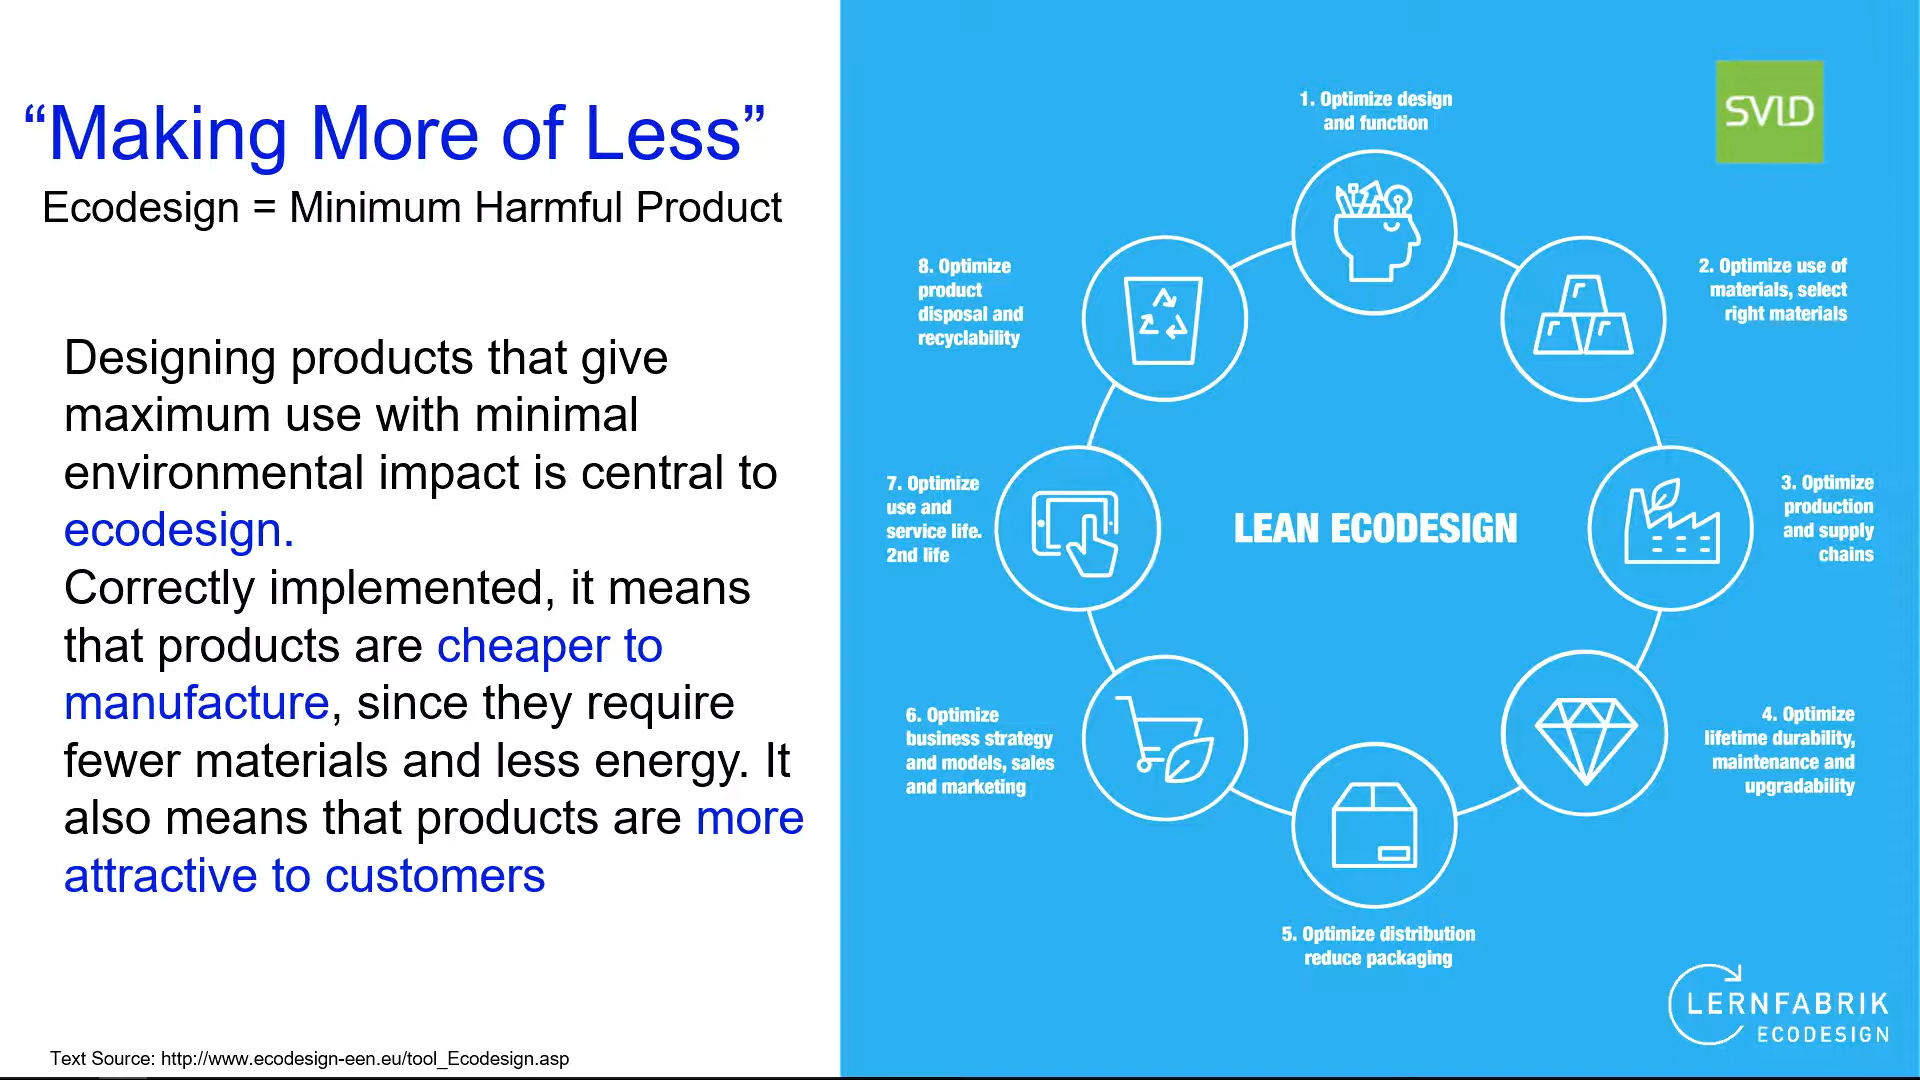 “Making More of Less”
Ecodesign = Minimum Harmful Product
Designing products that give
maximum use with minimal
environmental impact is central to
ecodesign.
Correctly implemented, it means
that products are cheaper to
manufacture, since they require
fewer materials and less energy. It
also means that products are more
attractive to customers
Text Source: http://www.ecodesign-een.eu/tool_Ecodesign.asp
SVID
1. Optimize design
and function
2. Optimize use of
materials, select
right materials
3. Optimize
production
and supply
chains
4. Optimize
lifetime durability,
maintenance and
upgradability
5. Optimize distribution
reduce packaging
6. Optimize
business strategy
and models, sales
and marketing
7. Optimize
use and
service life.
2nd life
8. Optimize
product
disposal and
recyclability
LEAN ECODESIGN
LERNFABRIK
ECODESIGN